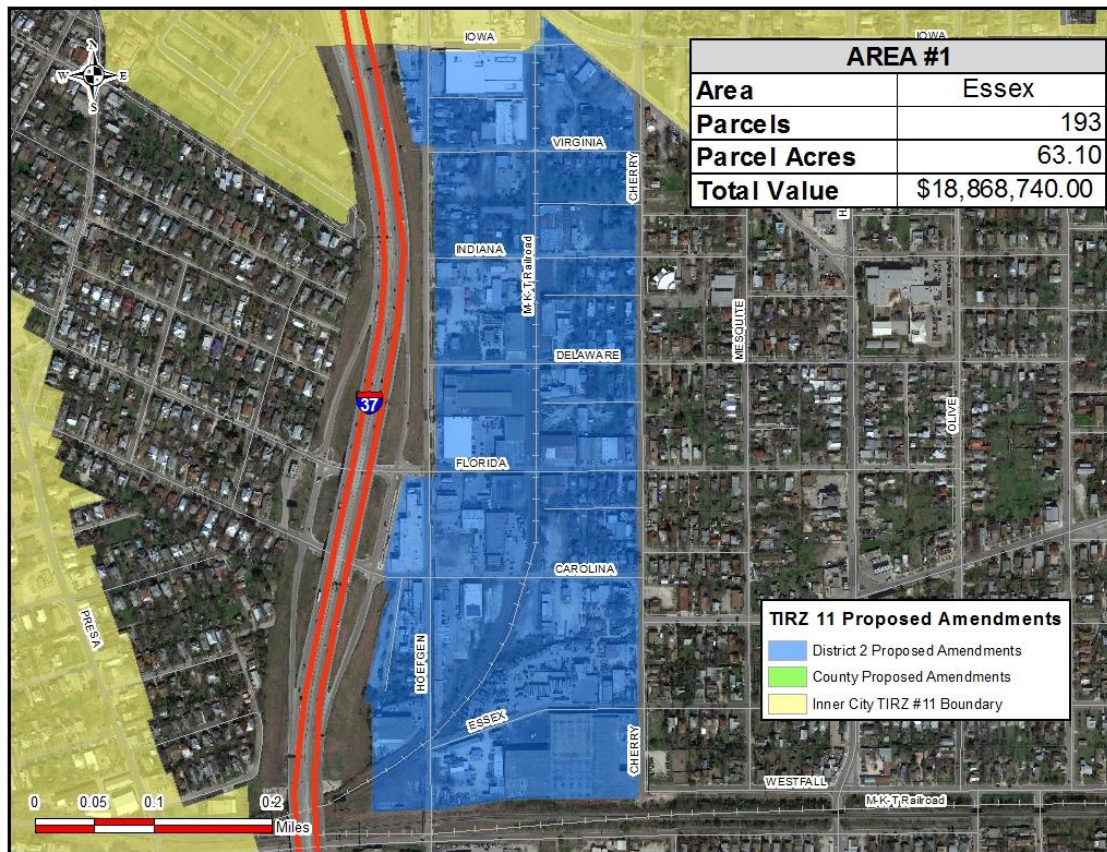 IOWA
IOWA
AREA #1
Area Essex
Parcels 193
Parcel Acres 63.10
Total Value $18,868,740.00
N
W E
S
VIRGINIA
CHERRY
INDIANA
M-K-T Railroad
DELAWARE
MESQUITE
37
OLIVE
FLORIDA
CAROLINA
PRESA
HOEFGEN
ESSEX
CHERRY
TIRZ 11 Proposed Amendments
District 2 Proposed Amendments
County Proposed Amendments
Inner City TIRZ #11 Boundary
WESTFALL
M-K-T Railroad
0 0.05 0.1 0.2
Miles